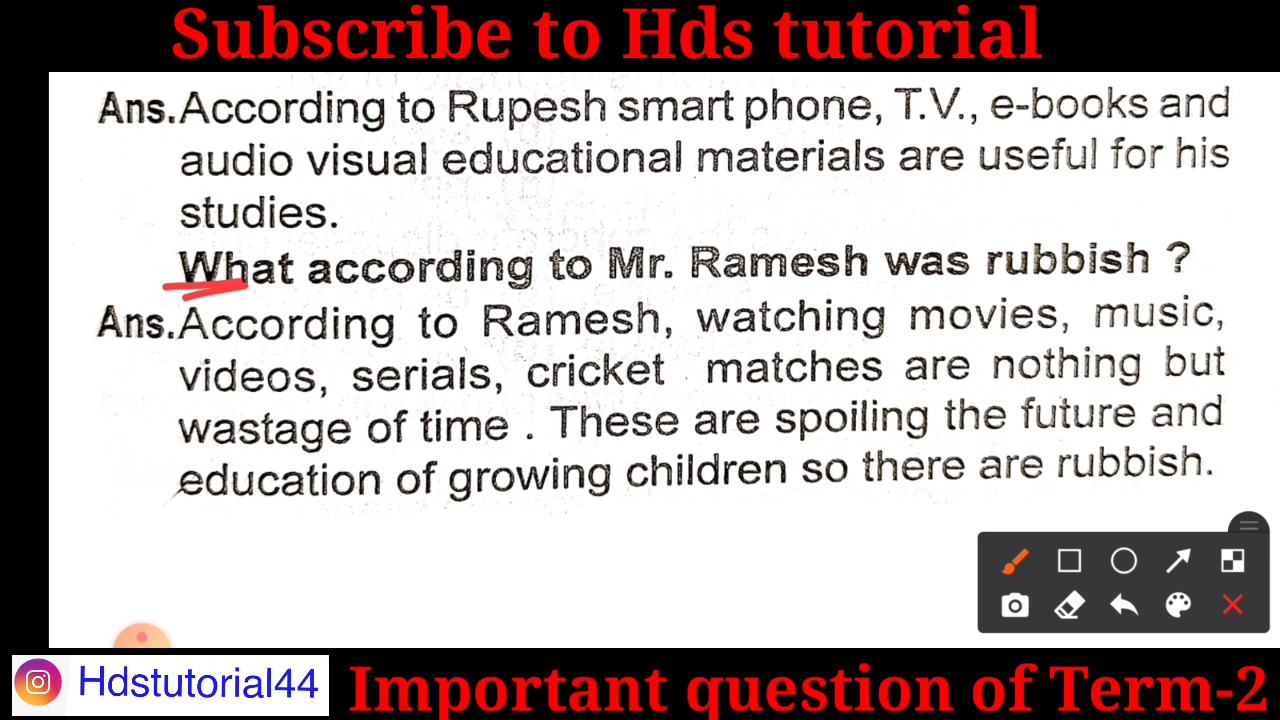 Subscribe to Hds tutorial
Ans.According to Rupesh smart phone, T.V., e-books and
audio visual educational materials are useful for his
studies.
What according to Mr. Ramesh was rubbish ?
Ans.According to Ramesh, watching movies, music,
videos, serials, cricket matches are nothing but
wastage of time . These are spoiling the future and
education of growing children so there are rubbish.
Hdstutorial44
Important question of Term-2